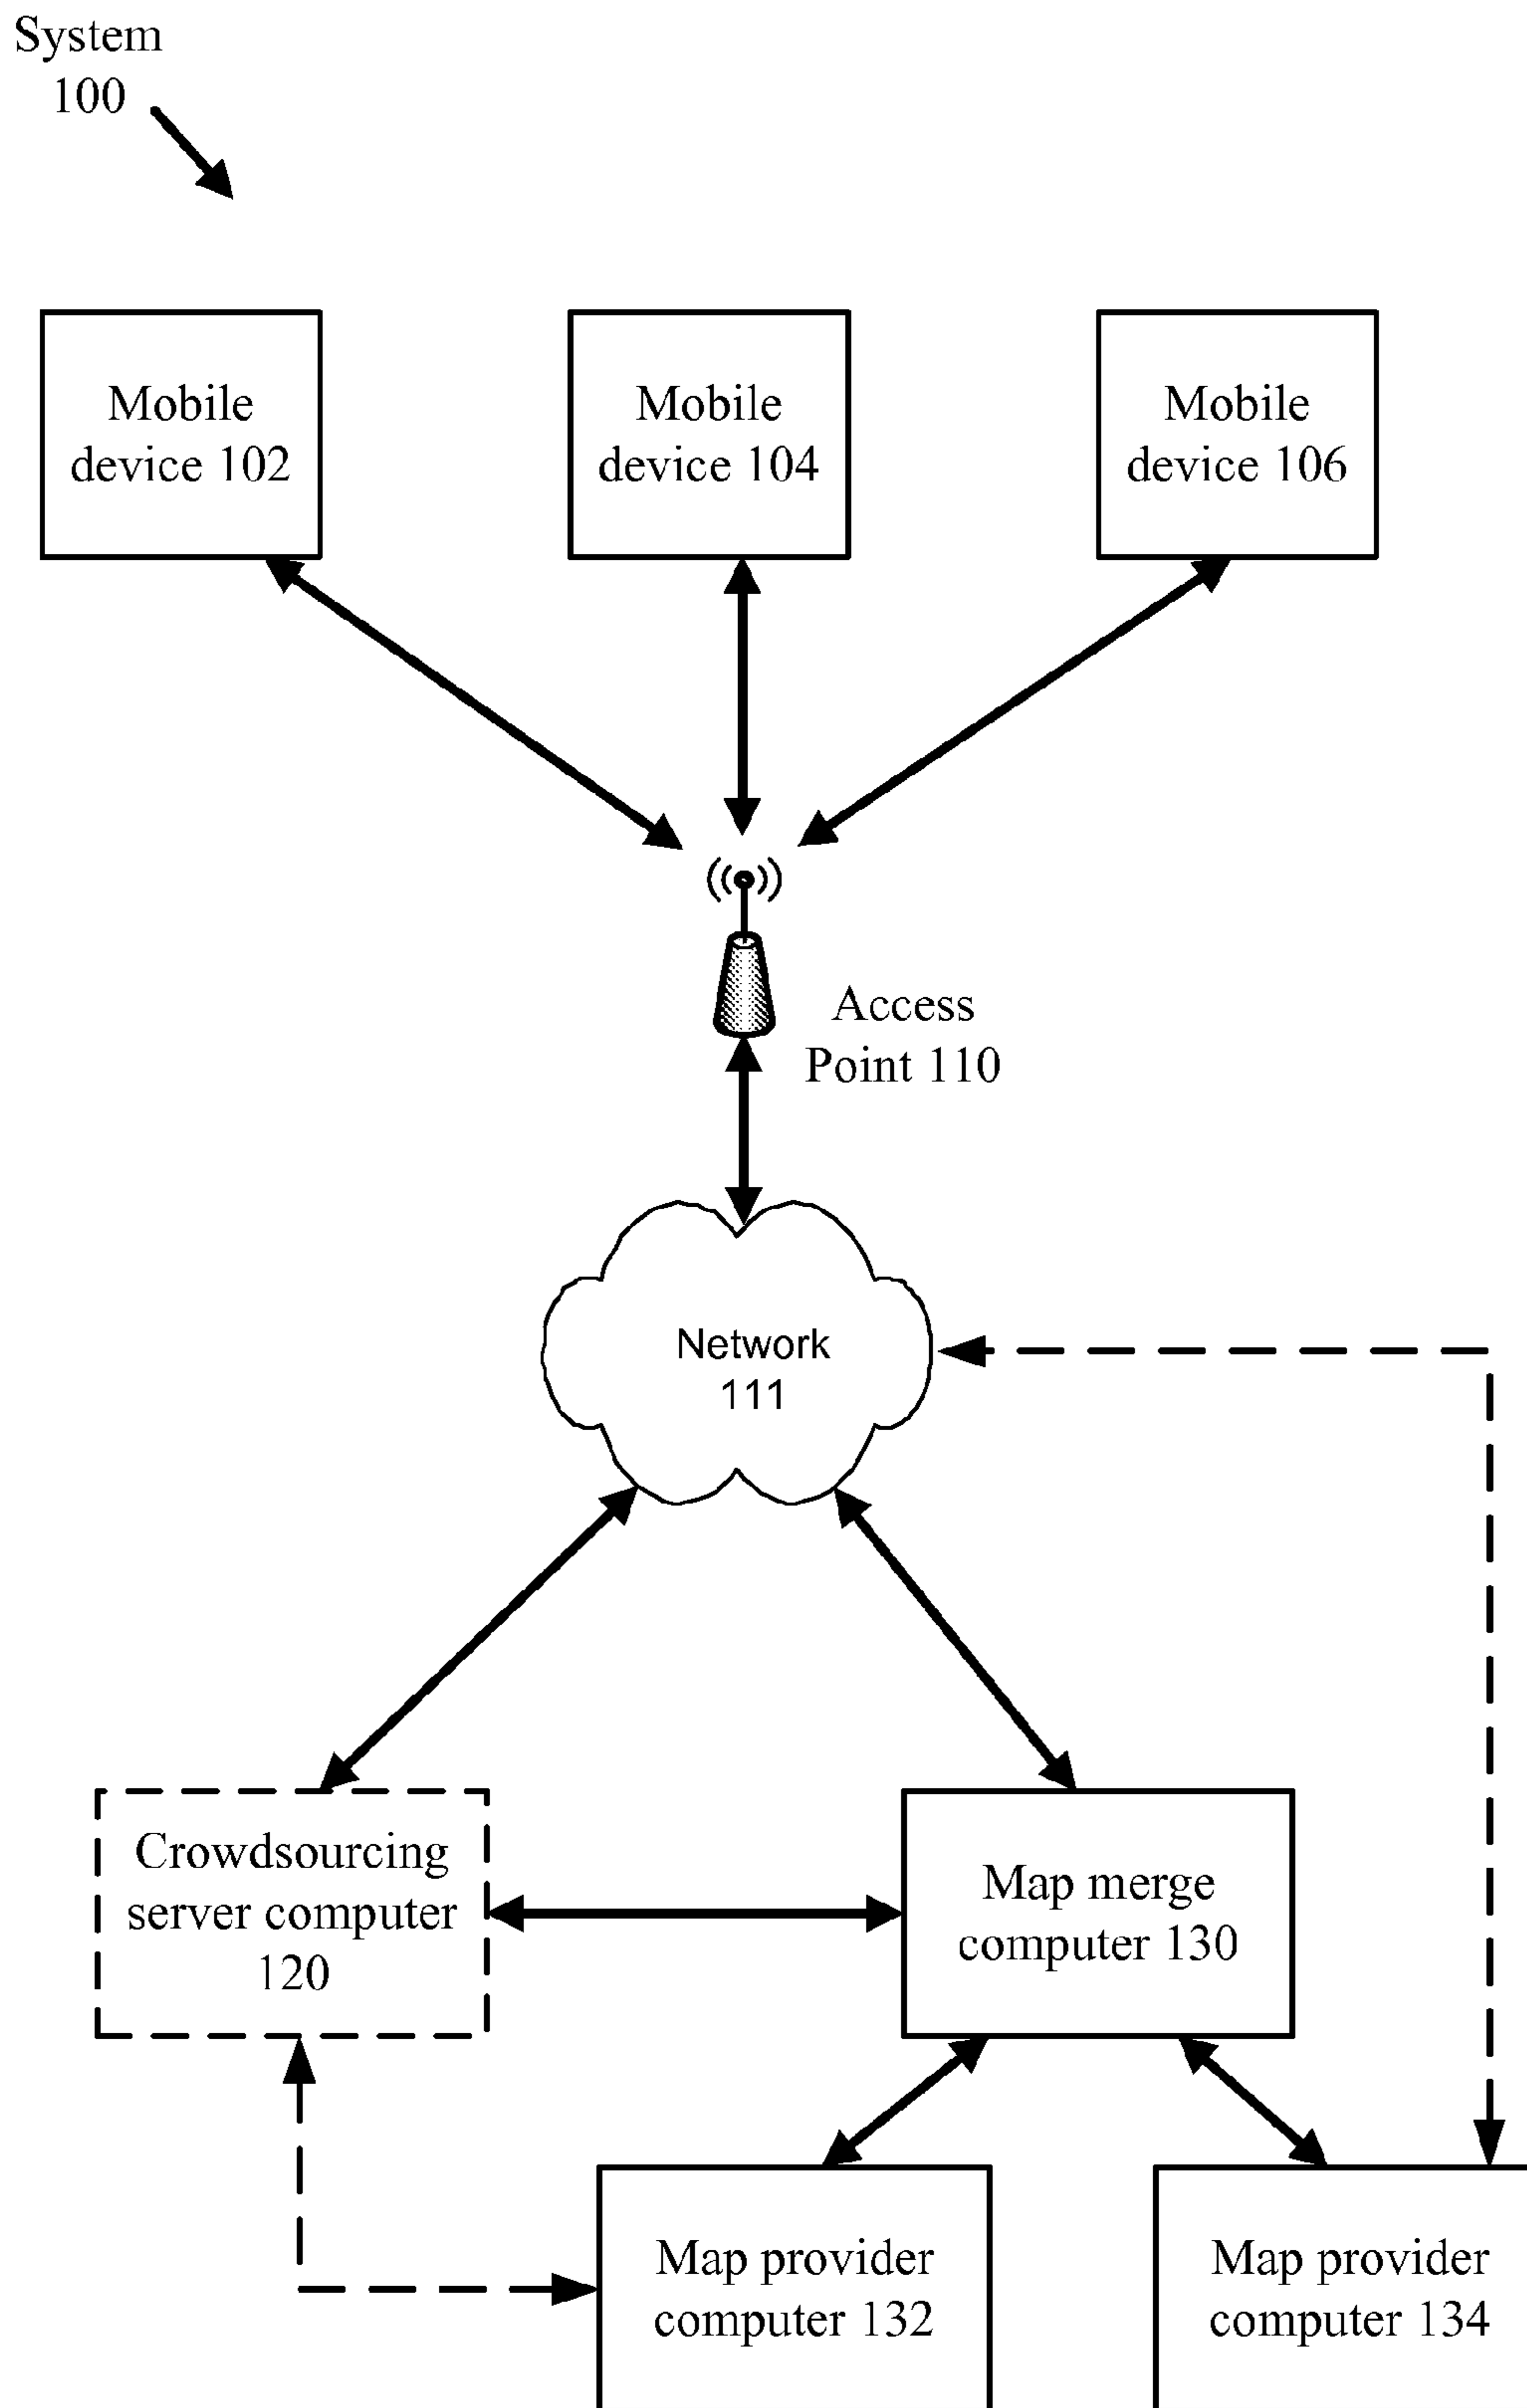 System
100
Mobile
device 102
Mobile
device 104
Mobile
device 106
Access
Point 110
Network
111
Crowdsourcing
server computer
120
Map merge
computer 130
Map provider
computer 132
Map provider
computer 134